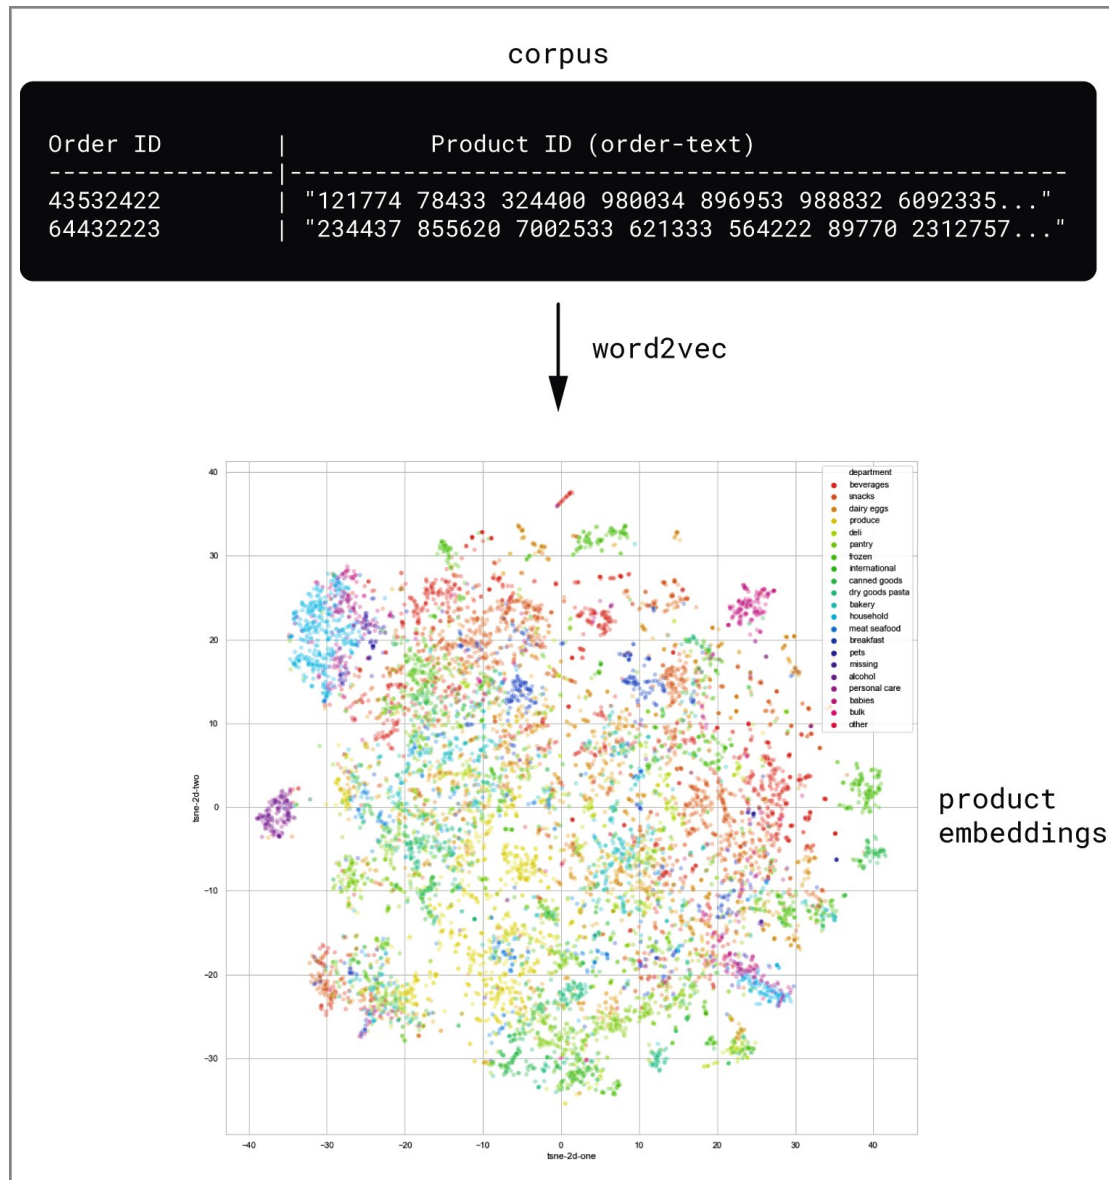 corpus
Order ID | Product ID (order-text)
----------------|-------------------------------------------------------
43532422 | "121774 78433 324400 980034 896953 988832 6092335..."
64432223 | "234437 855620 7002533 621333 564222 89770 2312757..."
word2vec
40
30
20
10
0
−10
−20
−30
tsne-2d-two
department
beverages
snacks
dairy eggs
produce
deli
pantry
frozen
international
canned goods
dry goods pasta
bakery
household
meat seafood
breakfast
pets
missing
alcohol
personal care
babies
bulk
other
product
embeddings
−40 −30 −20 −10 0 10 20 30 40
tsne-2d-one